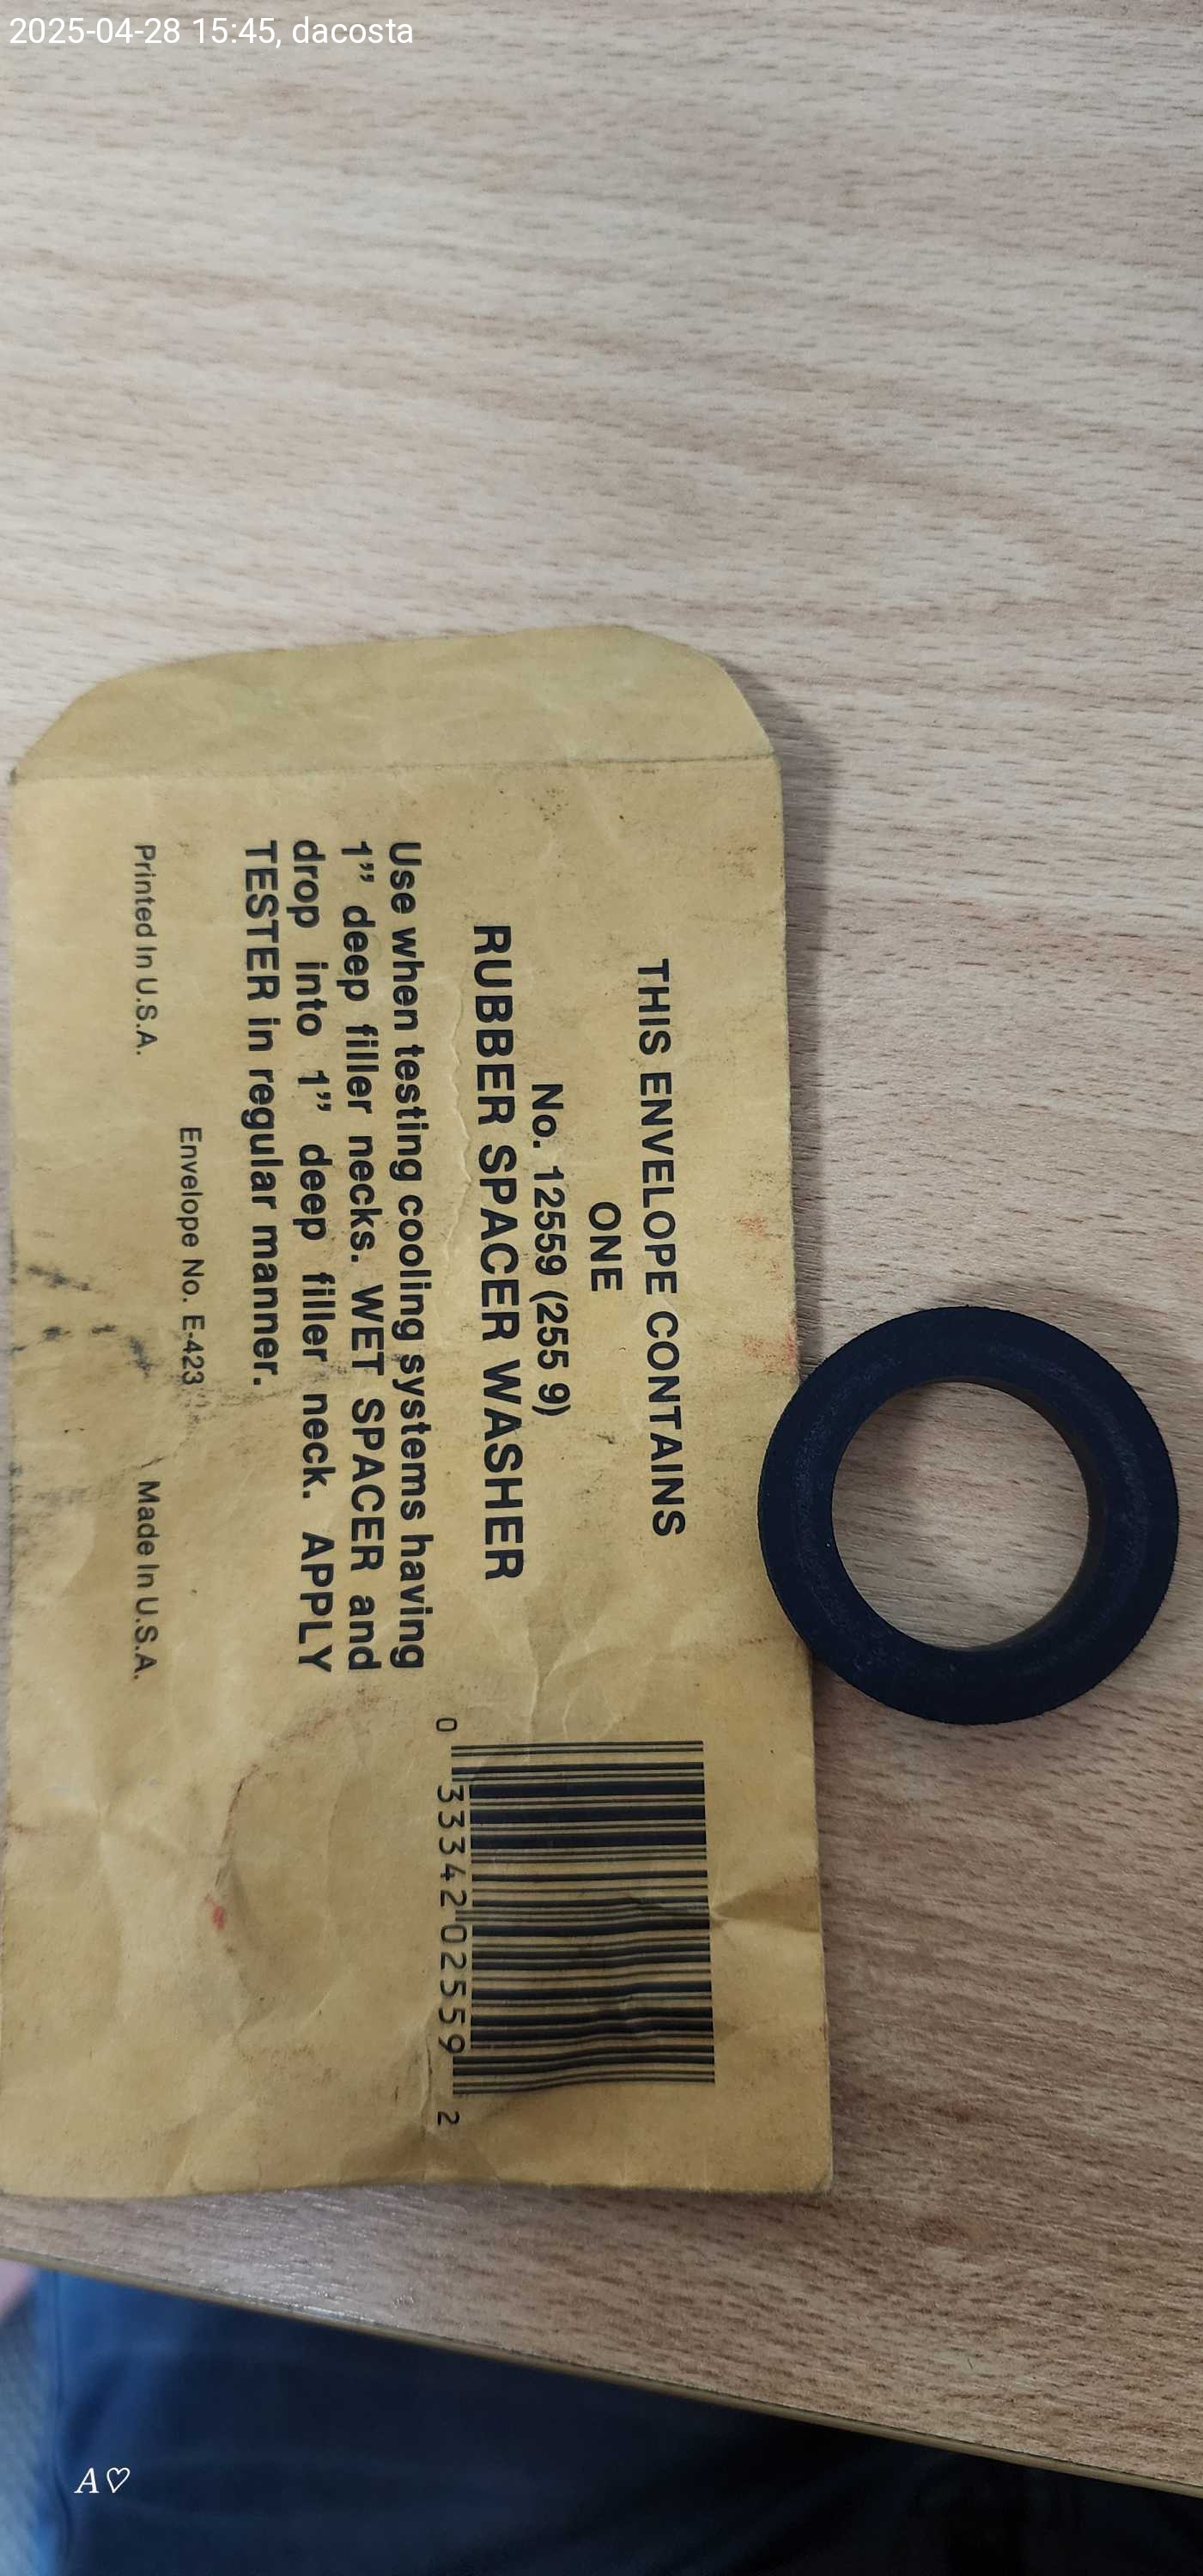 2025-04-28 15:45, dacosta
THIS ENVELOPE CONTAINS
ONE
No. 12559 (255 9)
RUBBER SPACER WASHER
Use when testing cooling systems having
1” deep filler necks. WET SPACER and
drop into 1” deep filler neck. APPLY
TESTER in regular manner.
Envelope No. E-423
Printed In U.S.A. Made In U.S.A.
0 33342 02559 2
A♡